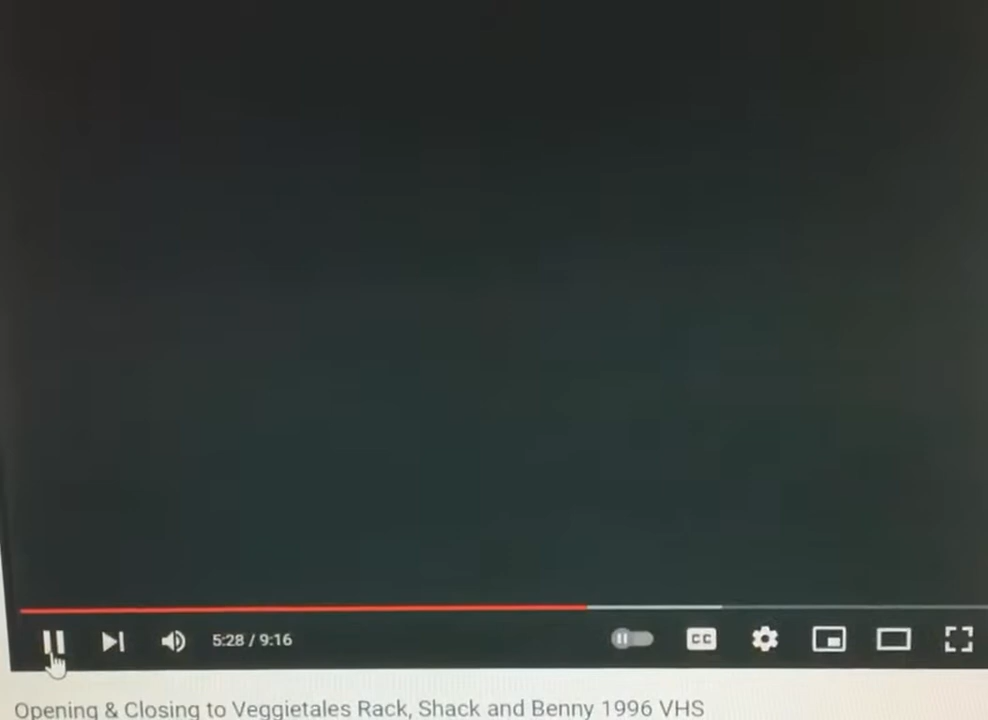 5:28 / 9:16
CC
Opening & Closing to Veggietales Rack, Shack and Benny 1996 VHS